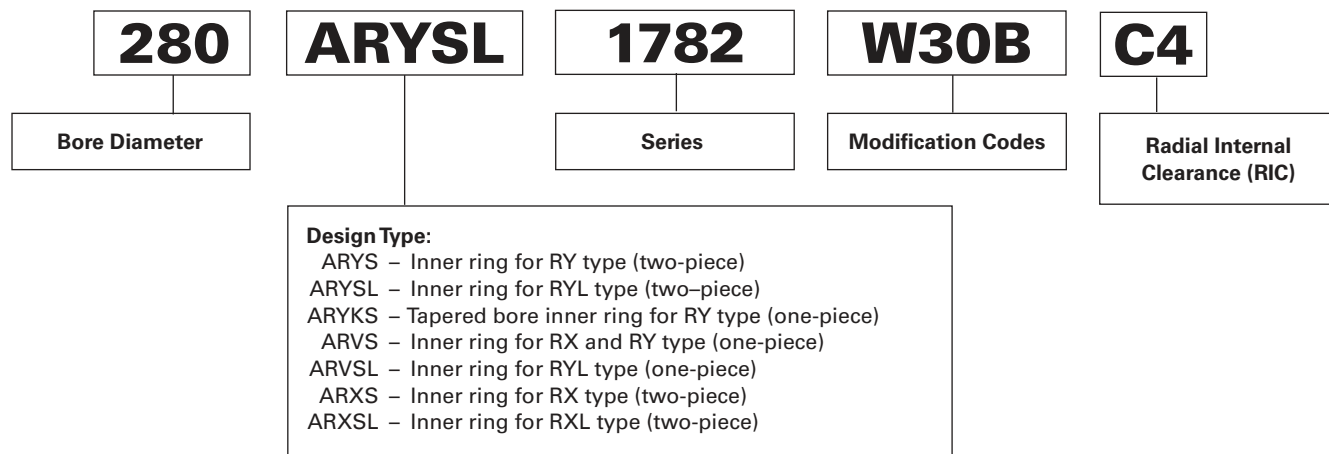 280 ARYSL 1782 W30B C4
Bore Diameter Series Modification Codes Radial Internal
Clearance (RIC)
Design Type:
ARYS – Inner ring for RY type (two-piece)
ARYSL – Inner ring for RYL type (two–piece)
ARYKS – Tapered bore inner ring for RY type (one-piece)
ARVS – Inner ring for RX and RY type (one-piece)
ARVSL – Inner ring for RYL type (one-piece)
ARXS – Inner ring for RX type (two-piece)
ARXSL – Inner ring for RXL type (two-piece)